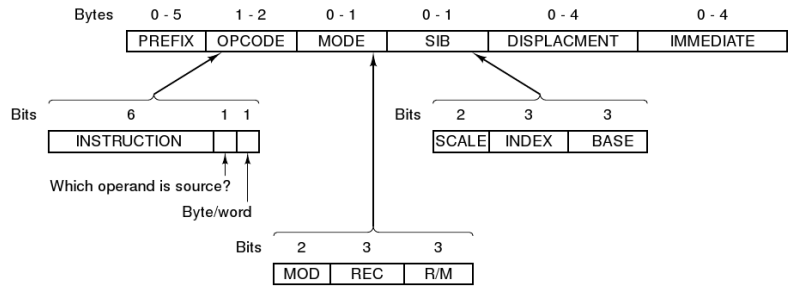 Bytes 0 - 5 1 - 2 0 - 1 0 - 1 0 - 4 0 - 4
PREFIX OPCODE MODE SIB DISPLACMENT IMMEDIATE
Bits 6 1 1 Bits 2 3 3
INSTRUCTION SCALE INDEX BASE
Which operand is source?
Byte/word
Bits 2 3 3
MOD REC R/M